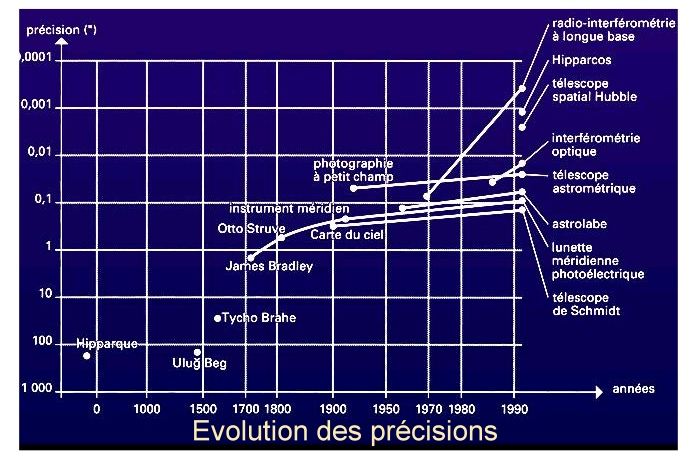 précision (")
radio-interférométrie
à longue base
Hipparcos
télescope
spatial Hubble
interférométrie
optique
télescope
astrométrique
astrolabe
lunette
méridienne
photoélectrique
télescope
de Schmidt
0,0001
0,001
0,01
0,1
1
10
100
1 000
photographie
à petit champ
instrument méridien
Otto Struve
Carte du ciel
James Bradley
Tycho Brahe
Hipparque
Ulug Beg
années
0 1000 1500 1700 1800 1900 1950 1970 1980 1990
Evolution des précisions